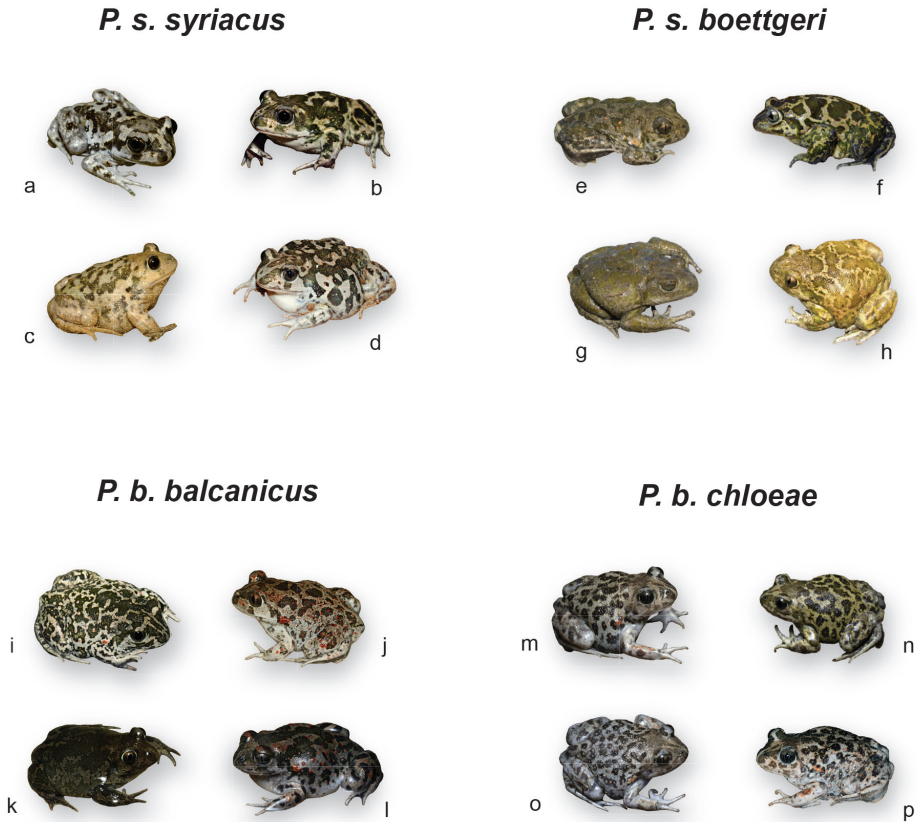 P. s. syriacus
P. s. boettgeri
a
b
e
f
c
d
g
h
P. b. balcanicus
P. b. chloeae
i
j
m
n
k
l
o
p